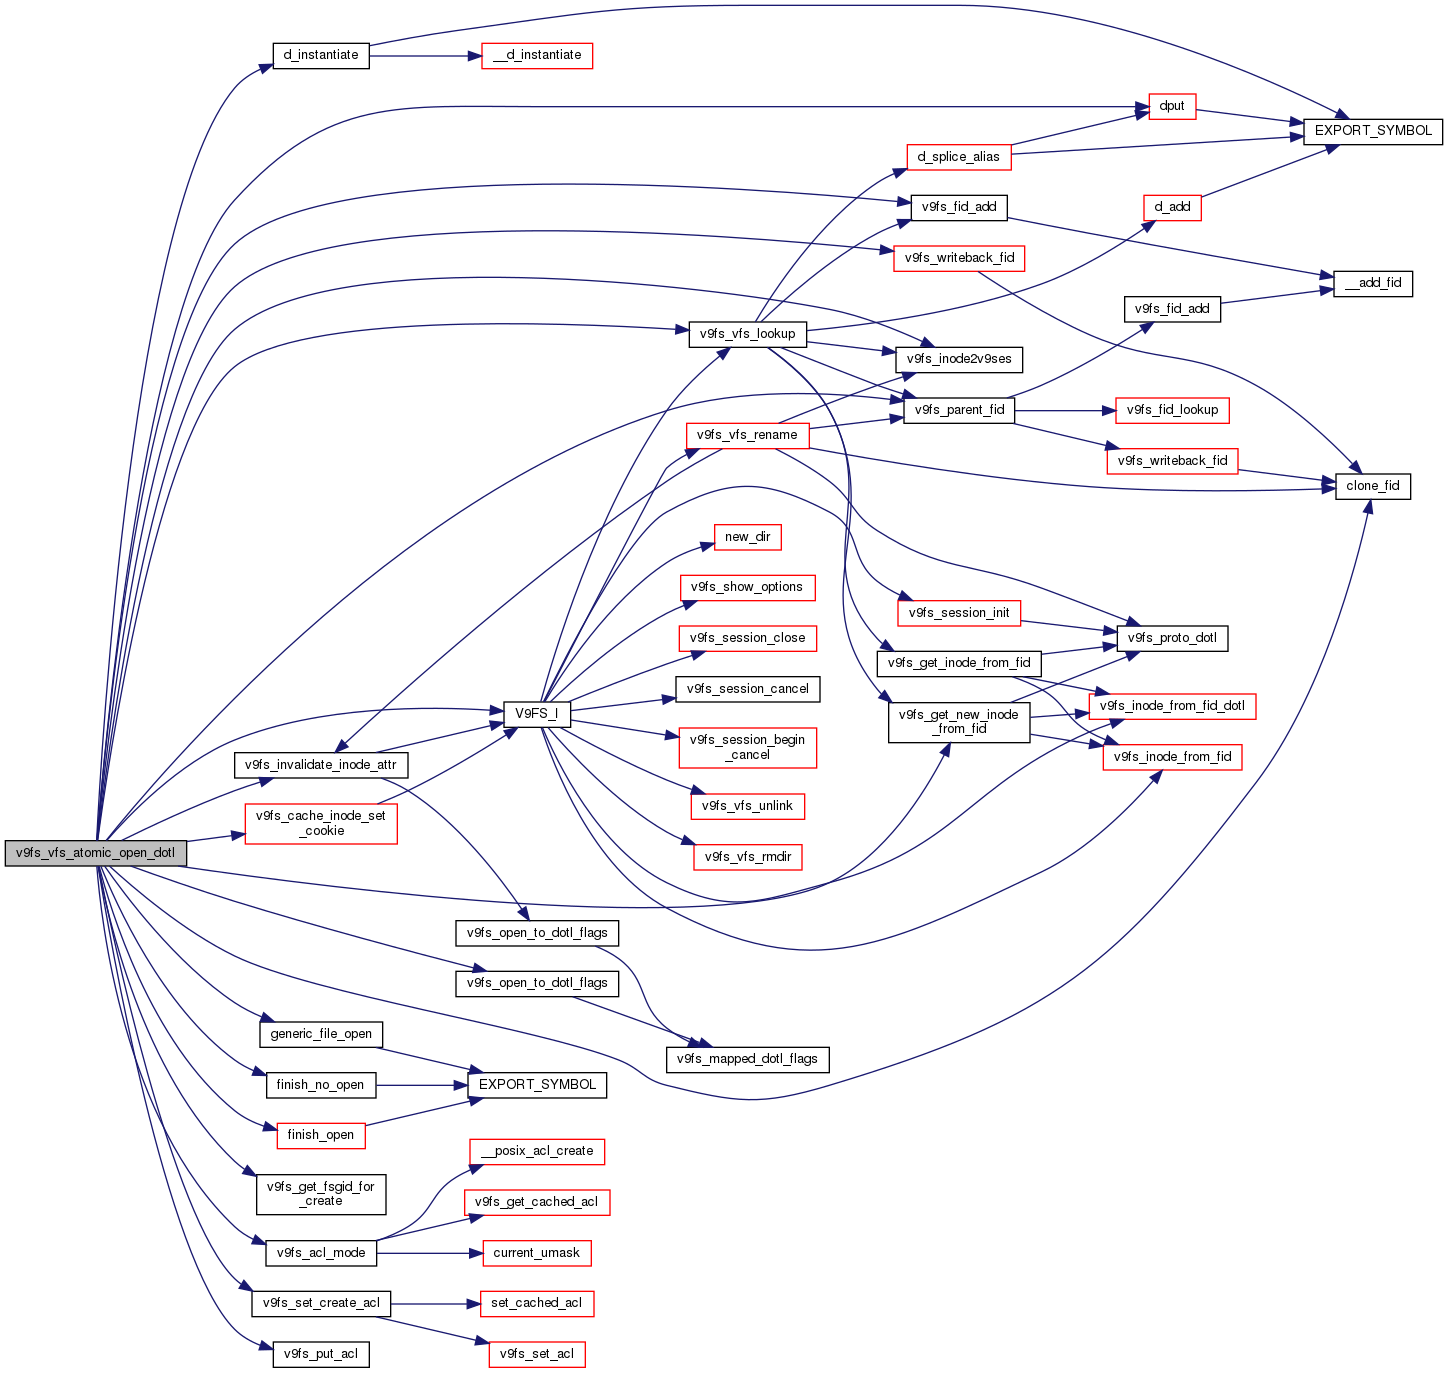 d_instantiate
__d_instantiate
dput
EXPORT_SYMBOL
d_splice_alias
v9fs_fid_add
d_add
v9fs_writeback_fid
__add_fid
v9fs_fid_add
v9fs_vfs_lookup
v9fs_inode2v9ses
v9fs_parent_fid
v9fs_fid_lookup
v9fs_vfs_rename
v9fs_writeback_fid
clone_fid
new_dir
v9fs_show_options
v9fs_session_init
v9fs_session_close
v9fs_proto_dotl
v9fs_get_inode_from_fid
v9fs_session_cancel
v9fs_inode_from_fid_dotl
V9FS_I
v9fs_get_new_inode
_from_fid
v9fs_session_begin
_cancel
v9fs_inode_from_fid
v9fs_invalidate_inode_attr
v9fs_vfs_unlink
v9fs_cache_inode_set
_cookie
v9fs_vfs_atomic_open_dotl
v9fs_vfs_rmdir
v9fs_open_to_dotl_flags
v9fs_open_to_dotl_flags
generic_file_open
v9fs_mapped_dotl_flags
finish_no_open
EXPORT_SYMBOL
finish_open
__posix_acl_create
v9fs_get_fsgid_for
_create
v9fs_get_cached_acl
v9fs_acl_mode
current_umask
v9fs_set_create_acl
set_cached_acl
v9fs_put_acl
v9fs_set_acl